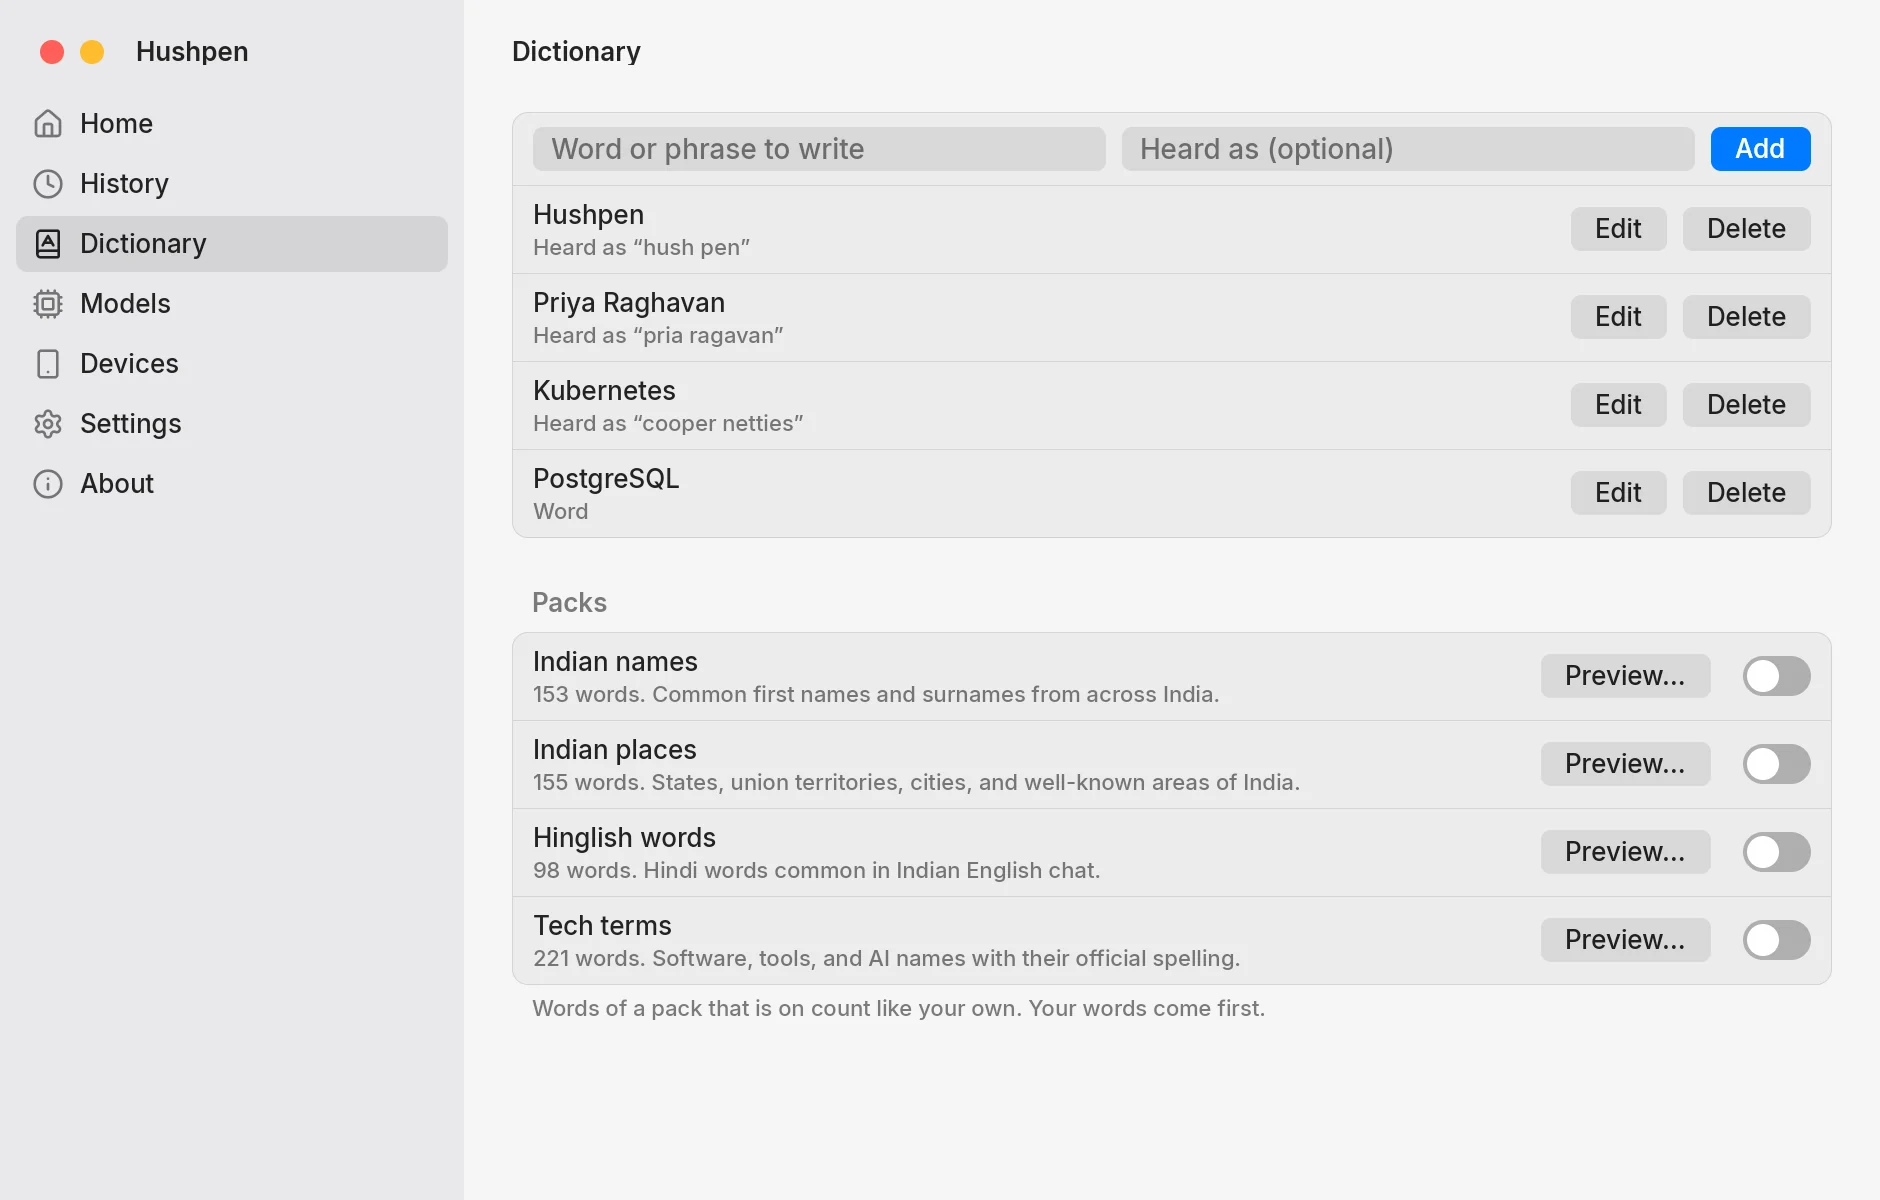 Hushpen
Home
History
Dictionary
Models
Devices
Settings
About
Dictionary
Word or phrase to write
Heard as (optional)
Add
Hushpen
Heard as “hush pen”
Edit
Delete
Priya Raghavan
Heard as “pria ragavan”
Edit
Delete
Kubernetes
Heard as “cooper netties”
Edit
Delete
PostgreSQL
Word
Edit
Delete
Packs
Indian names
153 words. Common first names and surnames from across India.
Preview...
Indian places
155 words. States, union territories, cities, and well-known areas of India.
Preview...
Hinglish words
98 words. Hindi words common in Indian English chat.
Preview...
Tech terms
221 words. Software, tools, and AI names with their official spelling.
Preview...
Words of a pack that is on count like your own. Your words come first.